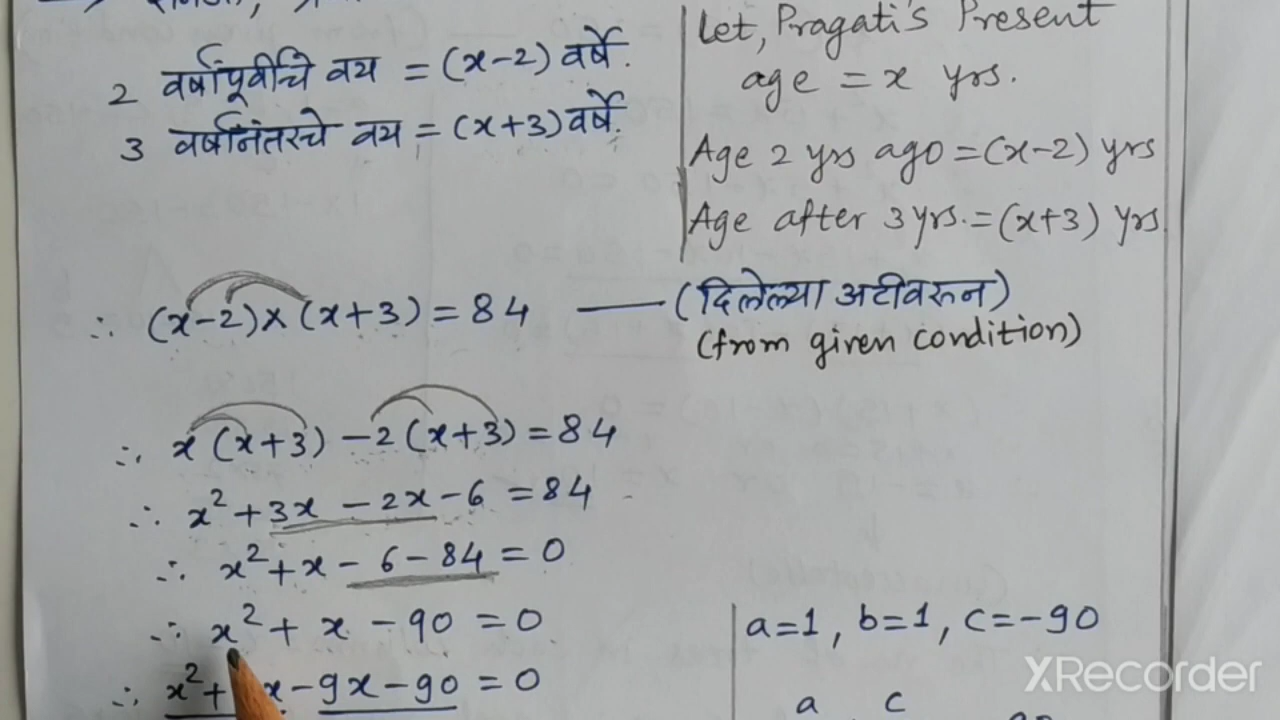 2 वर्षांपूर्वीचे वय = (x-2) वर्षे.
3 वर्षांनंतरचे वय = (x+3) वर्षे.
Let, Pragati's Present
age = x yrs.
Age 2 yrs ago = (x-2) yrs
Age after 3 yrs. = (x+3) yrs
∴ (x-2)×(x+3) = 84 — (दिलेल्या अटीवरून)
(from given condition)
∴ x(x+3) -2(x+3) = 84
∴ x²+3x -2x -6 = 84
∴ x²+x -6-84 = 0
∴ x²+ x -90 = 0
a=1, b=1, c=-90
∴ x²+ x -9x-90 = 0
a c
XRecorder